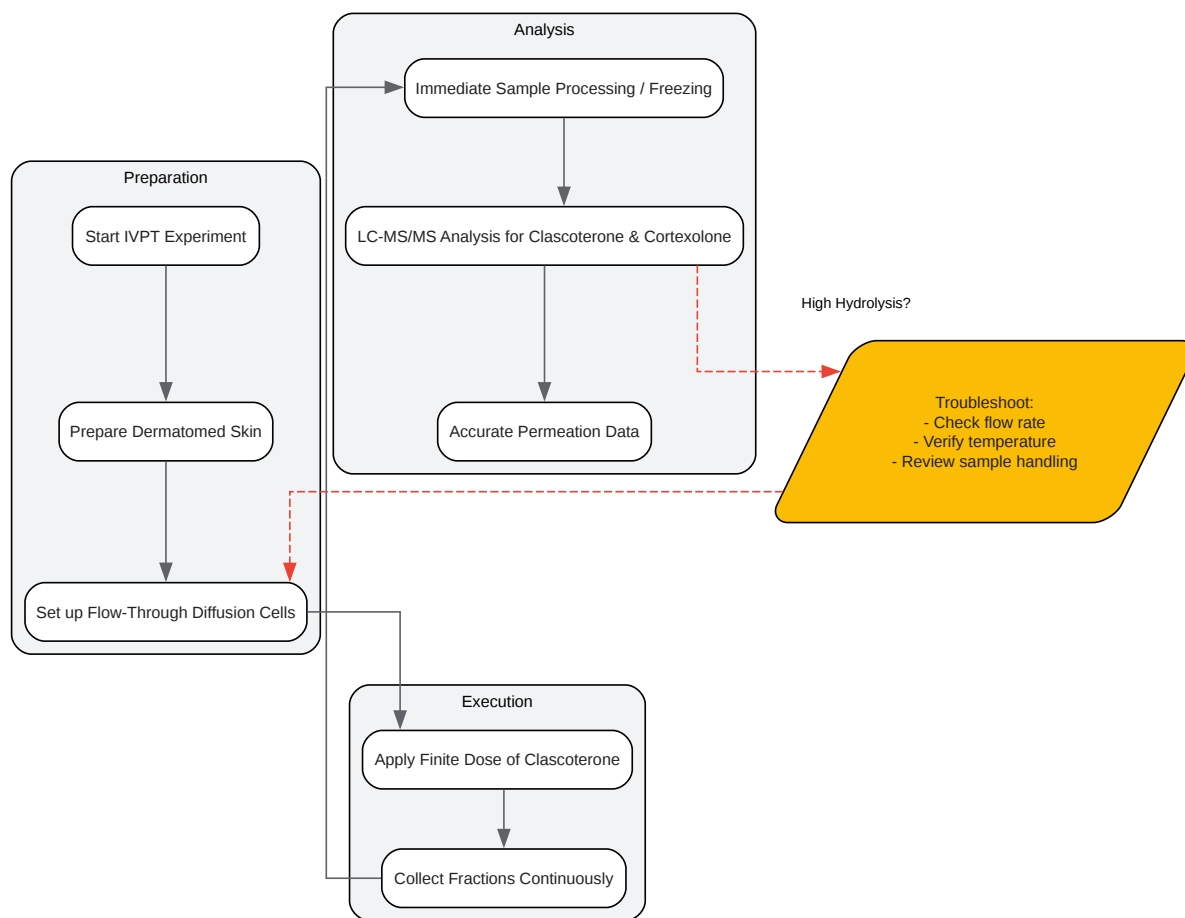 Preparation
Start IVPT Experiment
Prepare Dermatomed Skin
Set up Flow-Through Diffusion Cells
Execution
Apply Finite Dose of Clascoterone
Collect Fractions Continuously
Analysis
Immediate Sample Processing / Freezing
LC-MS/MS Analysis for Clascoterone & Cortexolone
Accurate Permeation Data
High Hydrolysis?
Troubleshoot:
- Check flow rate
- Verify temperature
- Review sample handling